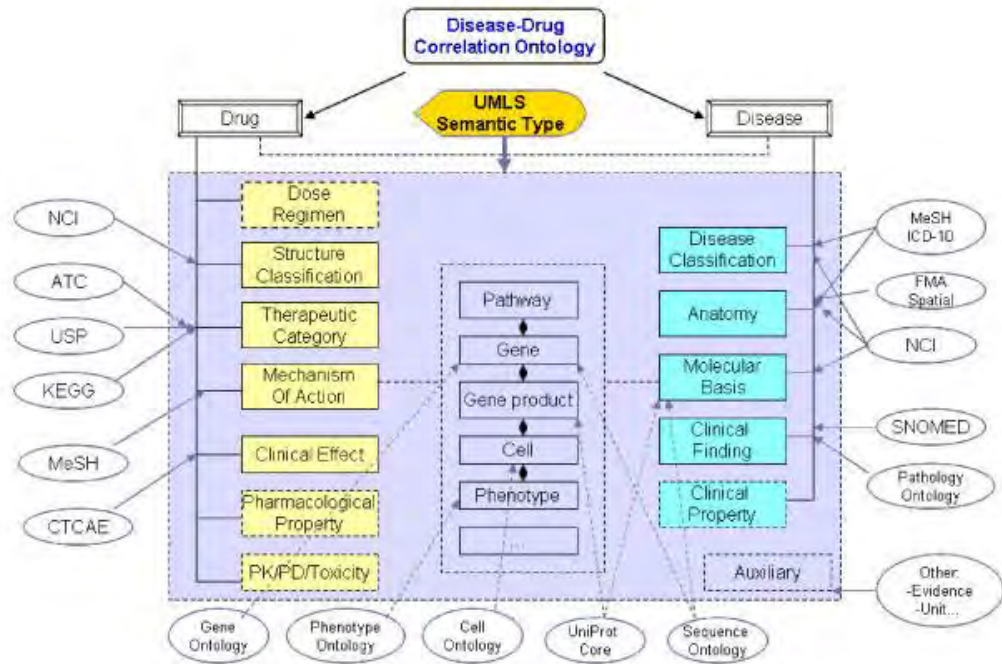 Disease-Drug
Correlation Ontology
UMLS
Semantic Type
Drug
Disease
Dose
Regimen
Structure
Classification
Therapeutic
Category
Mechanism
Of Action
Clinical Effect
Pharmacological
Property
PK/PD/Toxicity
NCI
ATC
USP
KEGG
MeSH
CTCAE
Pathway
Gene
Gene product
Cell
Phenotype
...
Disease
Classification
Anatomy
Molecular
Basis
Clinical
Finding
Clinical
Property
Auxiliary
MeSH
ICD-10
FMA
Spatial
NCI
SNOMED
Pathology
Ontology
Other:
-Evidence
-Unit...
Gene
Ontology
Phenotype
Ontology
Cell
Ontology
UniProt
Core
Sequence
Ontology